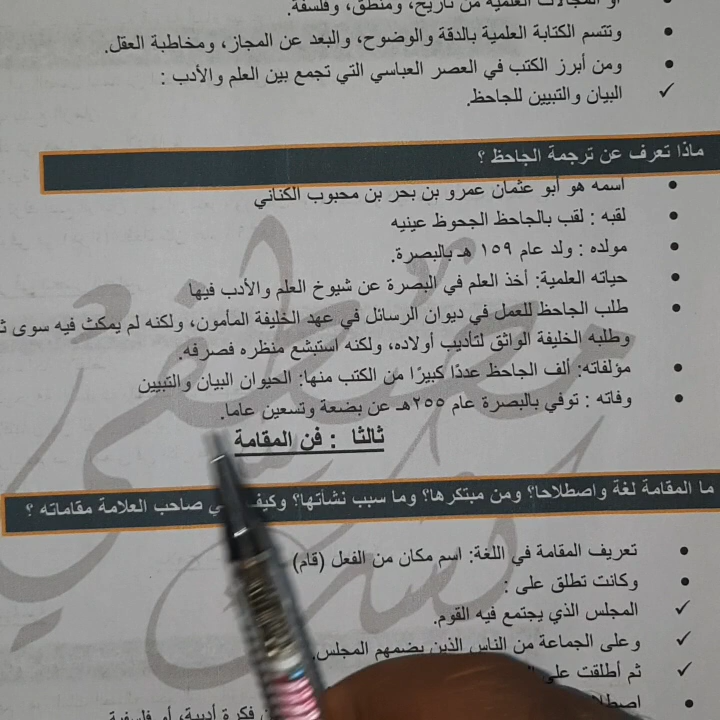 أو المجالات العلمية من تاريخ، ومنطق، وفلسفة.
وتتسم الكتابة العلمية بالدقة والوضوح، والبعد عن المجاز، ومخاطبة العقل.
ومن أبرز الكتب في العصر العباسي التي تجمع بين العلم والأدب :
البيان والتبيين للجاحظ.
ماذا تعرف عن ترجمة الجاحظ ؟
اسمه هو أبو عثمان عمرو بن بحر بن محبوب الكناني
لقبه : لقب بالجاحظ الجحوظ عينيه
مولده : ولد عام ١٥٩ هـ بالبصرة.
حياته العلمية: أخذ العلم في البصرة عن شيوخ العلم والأدب فيها
طلب الجاحظ للعمل في ديوان الرسائل في عهد الخليفة المأمون، ولكنه لم يمكث فيه سوى
وطلبه الخليفة الواثق لتأديب أولاده، ولكنه استبشع منظره فصرفه.
مؤلفاته: ألف الجاحظ عددًا كبيرًا من الكتب منها: الحيوان البيان والتبيين
وفاته : توفي بالبصرة عام ٢٥٥هـ عن بضعة وتسعين عاما.
ثالثا : فن المقامة
ما المقامة لغة واصطلاحا؟ ومن مبتكرها؟ وما سبب نشأتها؟ صاحب العلامة مقاماته ؟
تعريف المقامة في اللغة: اسم مكان من الفعل (قام)
وكانت تطلق على :
المجلس الذي يجتمع فيه القوم.
وعلى الجماعة من الناس الذين يضمهم المجلس.
ثم أطلقت على
فكرة أدبية، أو فلسفية